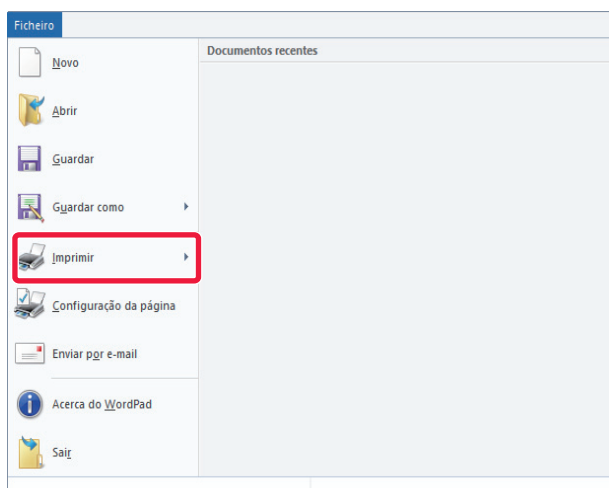 Ficheiro
Documentos recentes
Novo
Abrir
Guardar
Guardar como
Imprimir
Configuração da página
Enviar por e-mail
Acerca do WordPad
Sair